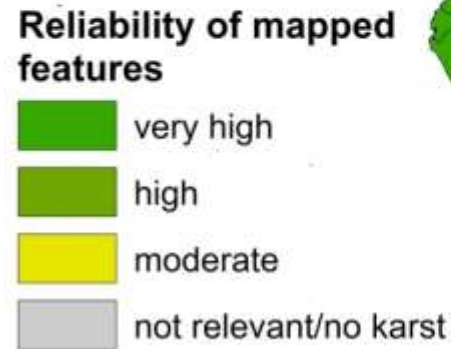 Reliability of mapped
features
very high
high
moderate
not relevant/no karst